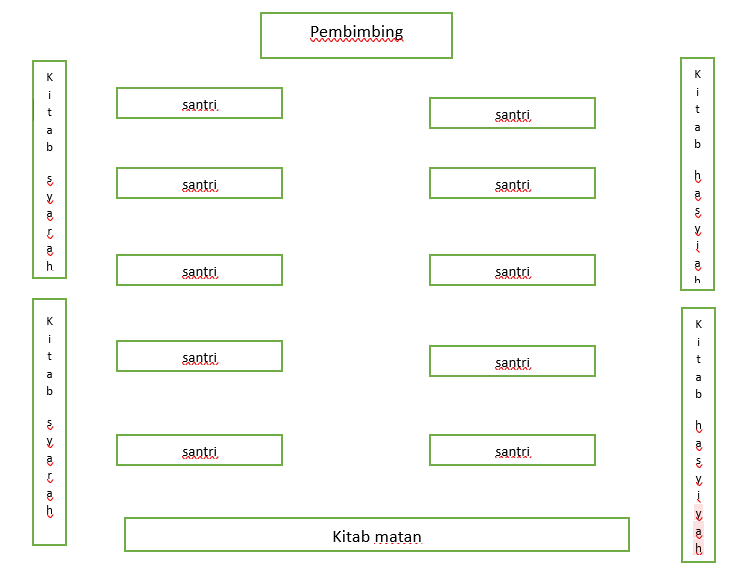 Pembimbing
Kitab syarah
Kitab hasyiah
santri
santri
santri
santri
santri
santri
Kitab syarah
Kitab hasyiyah
santri
santri
santri
santri
Kitab matan